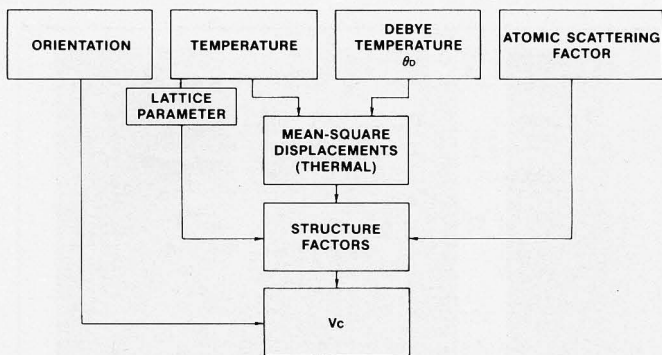 ORIENTATION
TEMPERATURE
DEBYE
TEMPERATURE
θD
ATOMIC SCATTERING
FACTOR
LATTICE
PARAMETER
MEAN-SQUARE
DISPLACEMENTS
(THERMAL)
STRUCTURE
FACTORS
Vc